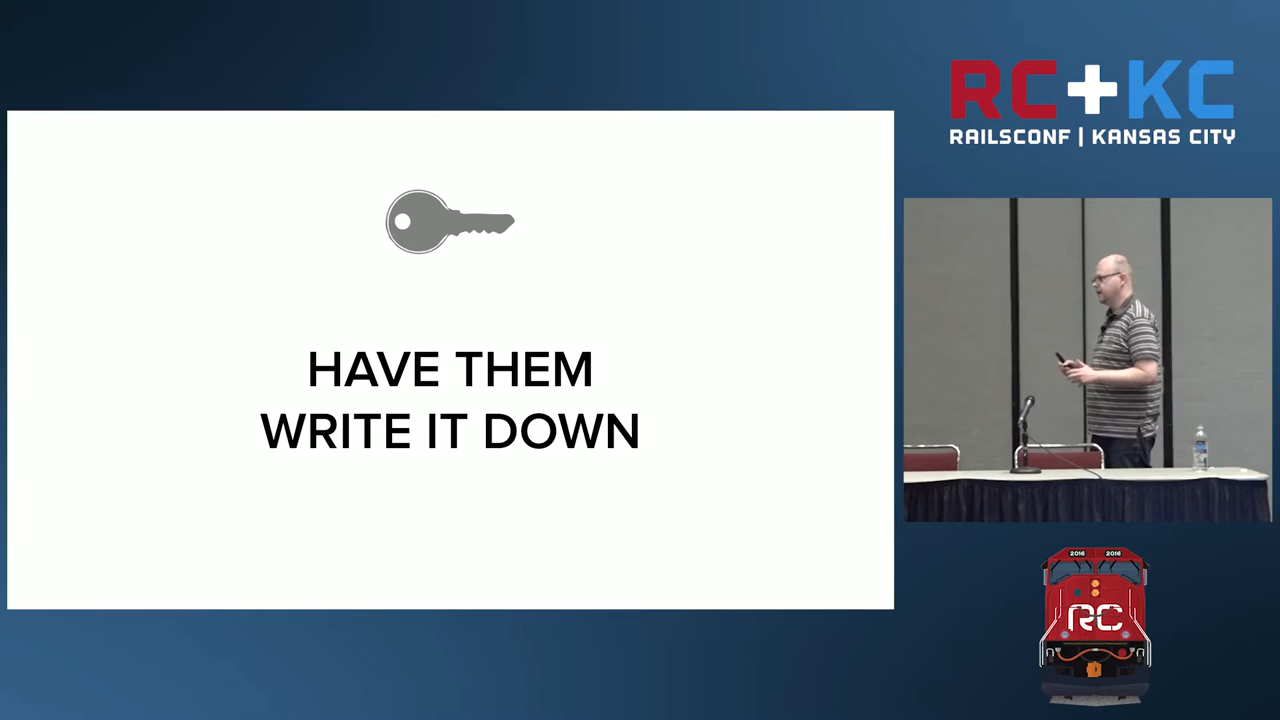 HAVE THEM
WRITE IT DOWN
RC+KC
RAILSCONF | KANSAS CITY
2016 2016
RC